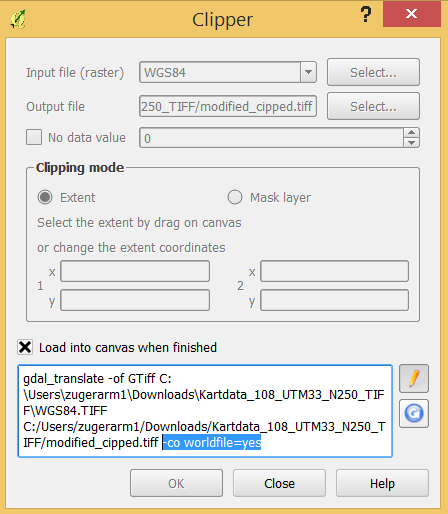 Clipper
Input file (raster) WGS84 Select...
Output file 250_TIFF/modified_cipped.tiff Select...
No data value 0
Clipping mode
Extent Mask layer
Select the extent by drag on canvas
or change the extent coordinates
x
1 2
y
x
y
Load into canvas when finished
gdal_translate -of GTiff C:
\Users\zugerarm1\Downloads\Kartdata_108_UTM33_N250_TIF
F\WGS84.TIFF
C:/Users/zugerarm1/Downloads/Kartdata_108_UTM33_N250_T
IFF/modified_cipped.tiff -co worldfile=yes
OK Close Help